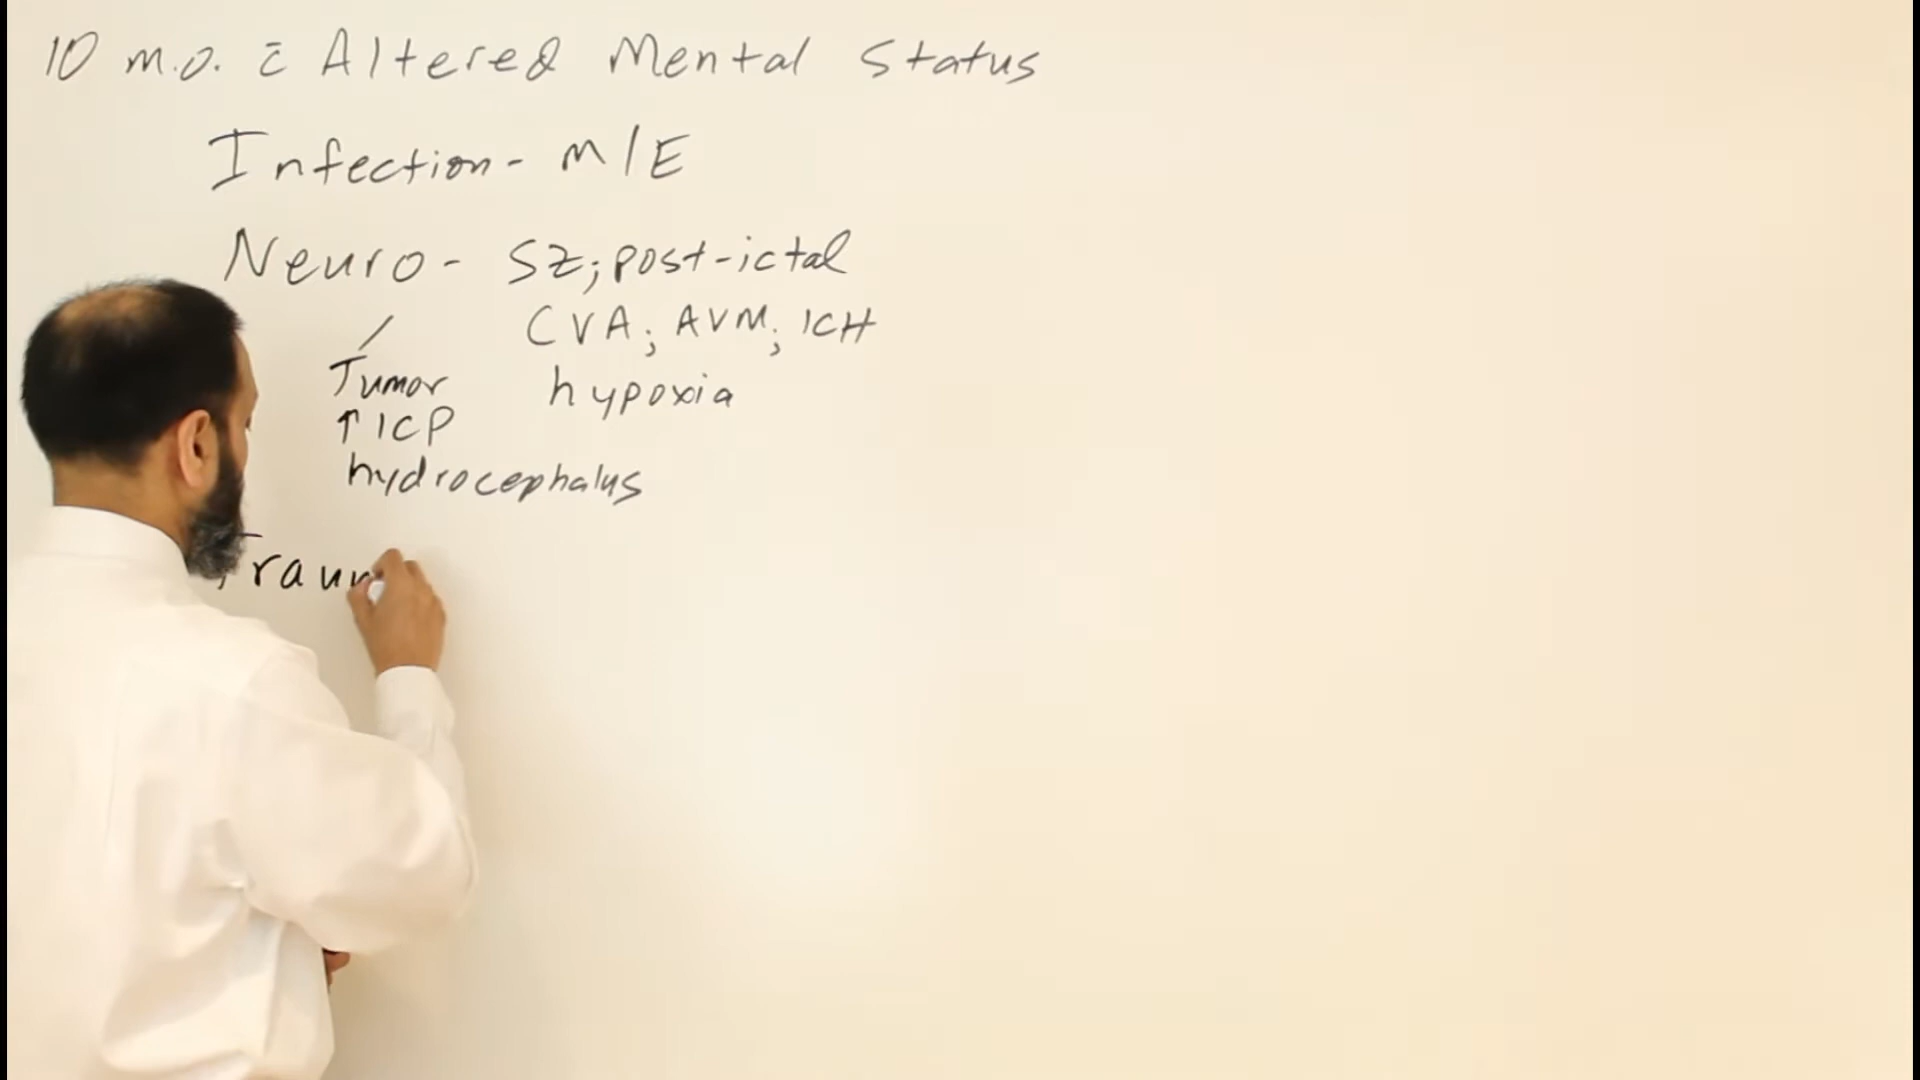 10 m.o. c̄ Altered Mental Status
Infection - M/E
Neuro - SZ; post-ictal
CVA; AVM; ICH
Tumor hypoxia
↑ ICP
hydrocephalus
Traum